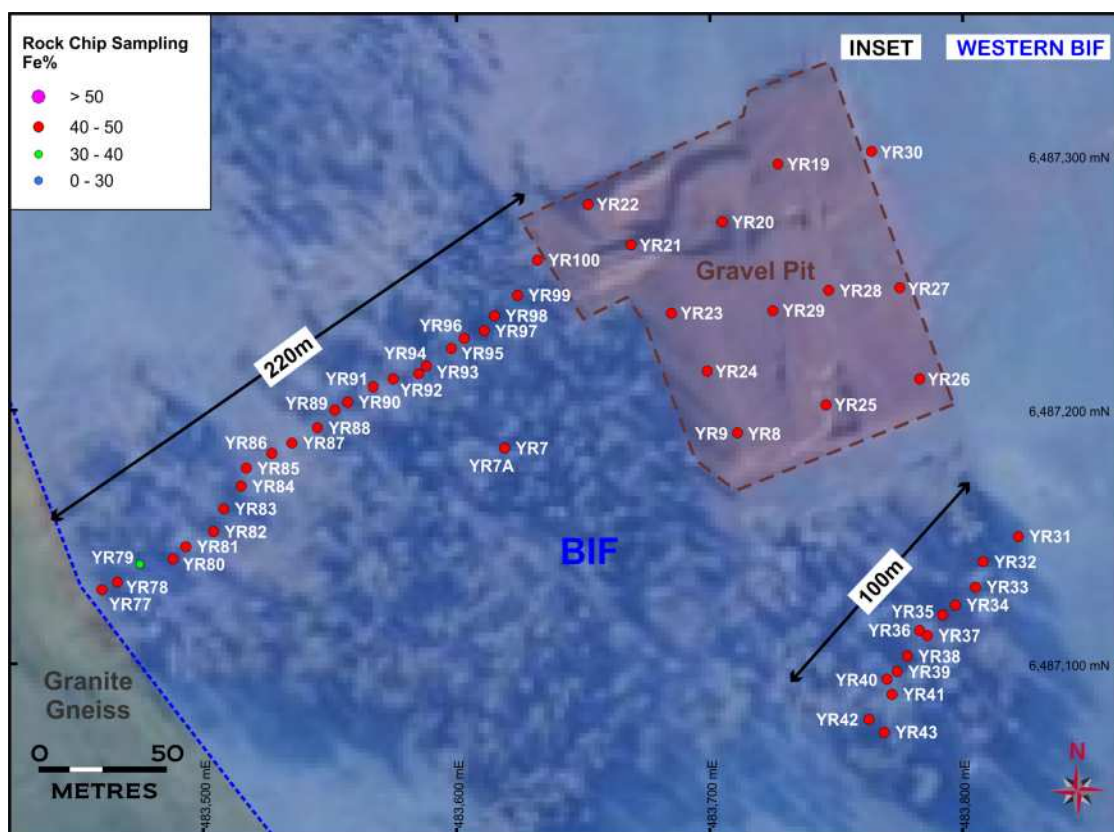 Rock Chip Sampling
Fe%
> 50
40 - 50
30 - 40
0 - 30
INSET
WESTERN BIF
6,487,300 mN
YR30
YR19
YR22
YR20
YR21
YR100
Gravel Pit
YR99
YR28
YR27
YR98
YR23
YR29
YR96
YR97
YR95
220m
YR94
YR93
YR24
YR91
YR92
YR26
YR89
YR90
YR25
6,487,200 mN
YR88
YR9
YR8
YR86
YR87
YR7
YR7A
YR85
YR84
YR83
YR82
YR31
YR81
BIF
YR79
YR80
YR32
100m
YR78
YR33
YR77
YR34
YR35
YR36
YR37
YR38
6,487,100 mN
YR39
YR40
Granite
Gneiss
YR41
YR42
YR43
0 50
METRES
483,500 mE
483,600 mE
483,700 mE
483,800 mE
N